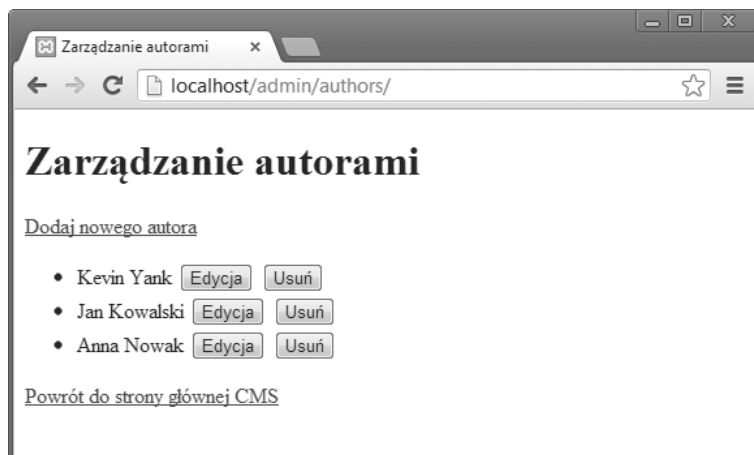 Zarządzanie autorami
localhost/admin/authors/
Zarządzanie autorami
Dodaj nowego autora
Kevin Yank Edycja Usuń
Jan Kowalski Edycja Usuń
Anna Nowak Edycja Usuń
Powrót do strony głównej CMS